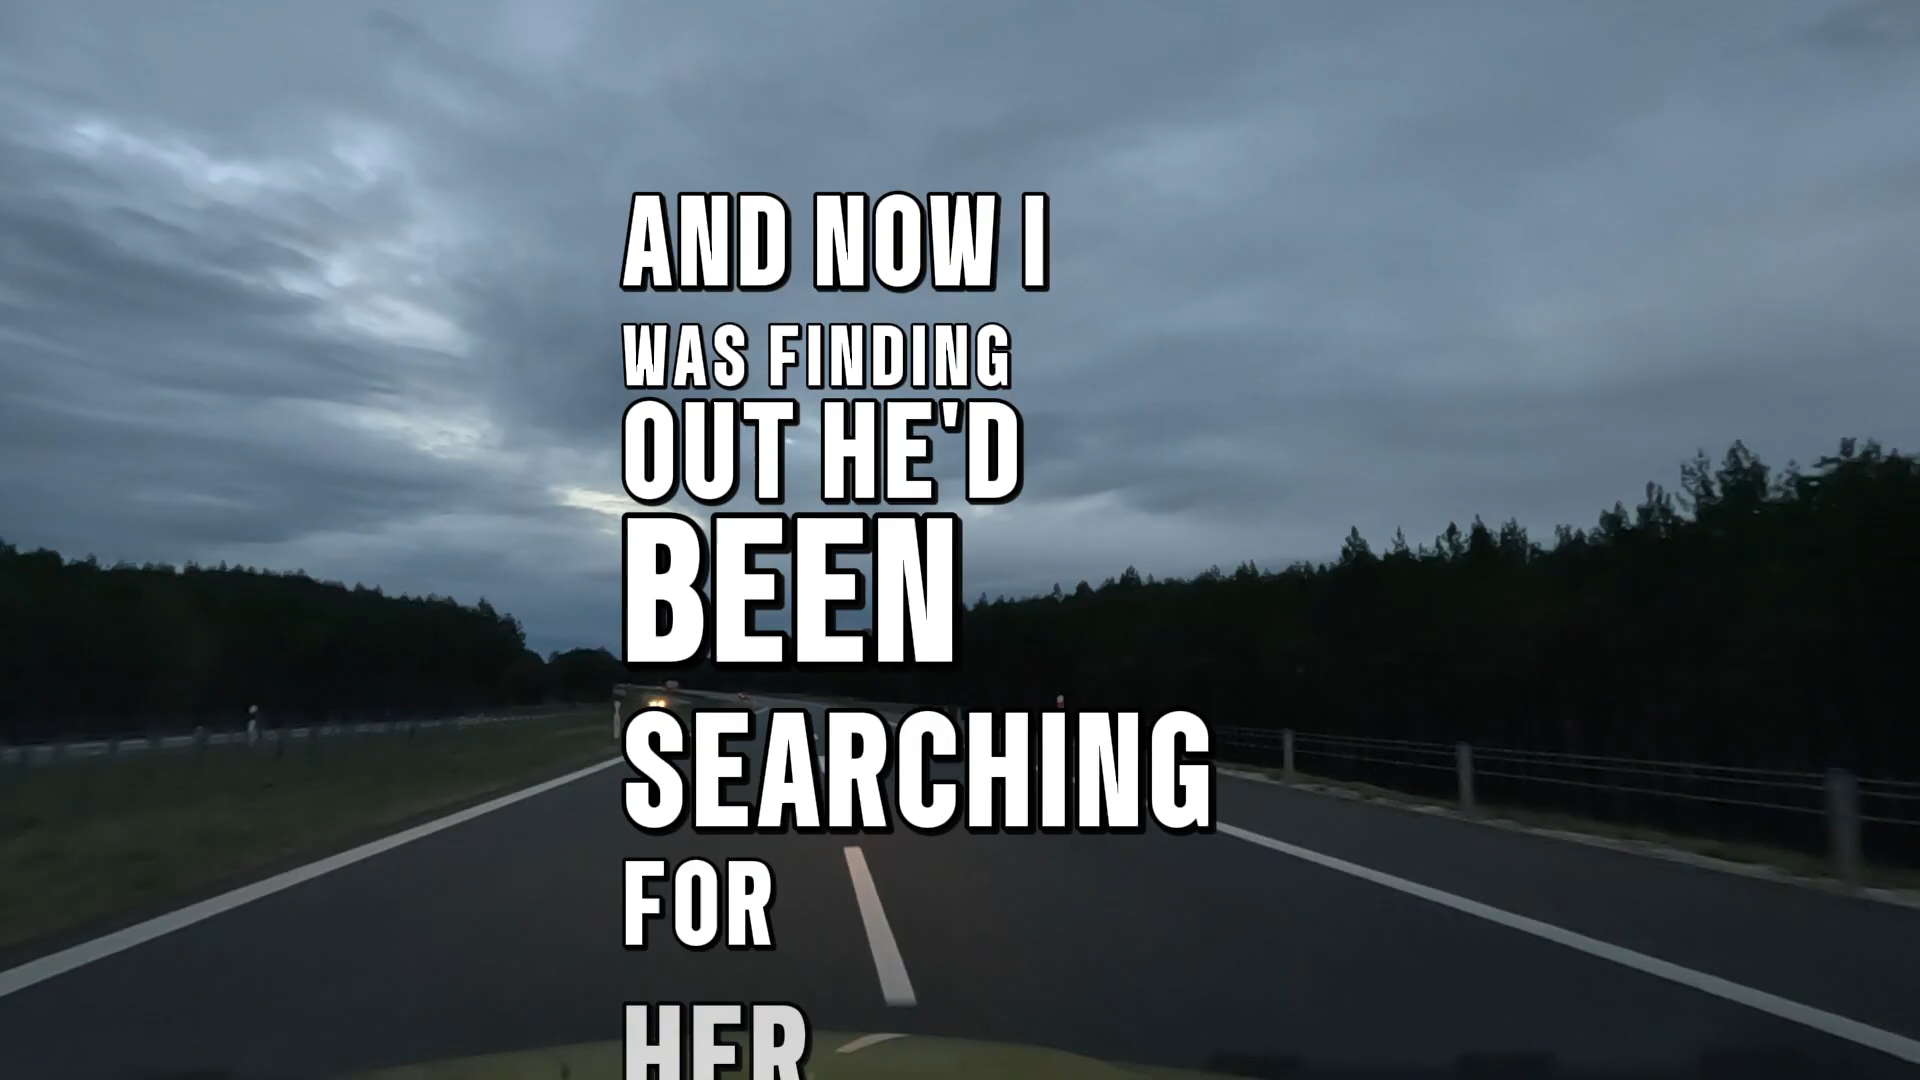 AND NOW I
WAS FINDING
OUT HE'D
BEEN
SEARCHING
FOR
HER